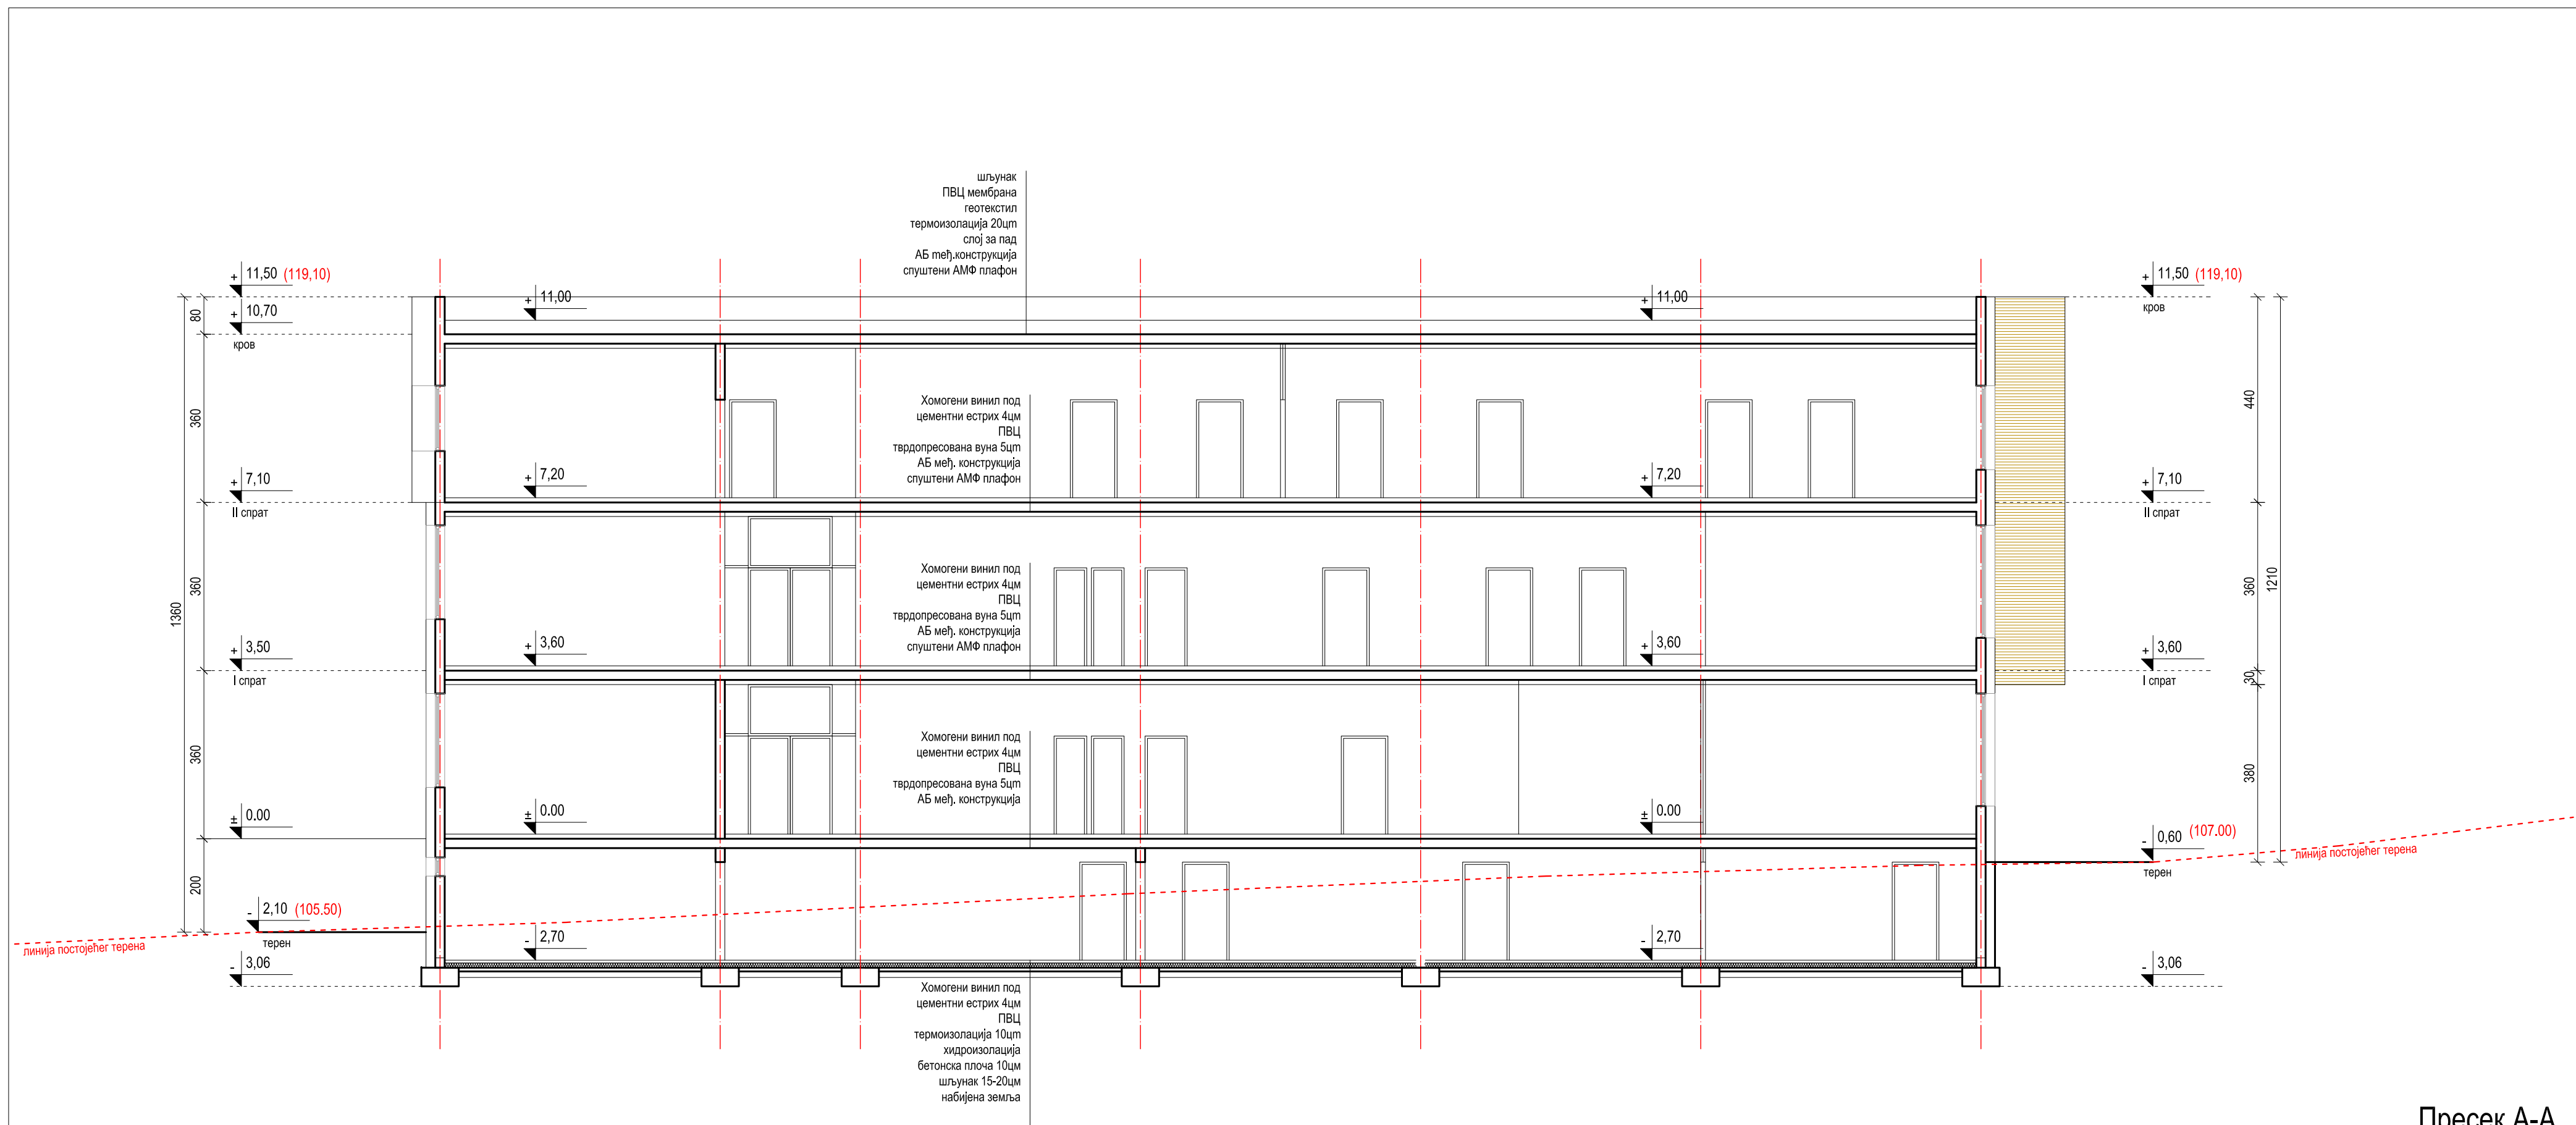 шљунак
ПВЦ мембрана
геотекстил
термоизолација 20цm
слој за пад
АБ међ.конструкција
спуштени АМФ плафон
+ 11,50 (119,10)
+ 10,70
кров
+ 11,00
+ 11,00
+ 11,50 (119,10)
кров
80
360
440
Хомогени винил под
цементни естрих 4цм
ПВЦ
тврдопресована вуна 5цm
АБ међ. конструкција
спуштени АМФ плафон
+ 7,10
II спрат
+ 7,20
+ 7,20
+ 7,10
II спрат
1360
360
360
1210
Хомогени винил под
цементни естрих 4цм
ПВЦ
тврдопресована вуна 5цm
АБ међ. конструкција
спуштени АМФ плафон
+ 3,50
I спрат
+ 3,60
+ 3,60
+ 3,60
I спрат
30
360
380
Хомогени винил под
цементни естрих 4цм
ПВЦ
тврдопресована вуна 5цm
АБ међ. конструкција
± 0.00
± 0.00
± 0.00
- 0,60 (107.00)
терен
линија постојећег терена
200
- 2,10 (105.50)
терен
линија постојећег терена
- 3,06
- 2,70
- 2,70
- 3,06
Хомогени винил под
цементни естрих 4цм
ПВЦ
термоизолација 10цm
хидроизолација
бетонска плоча 10цм
шљунак 15-20цм
набијена земља
Пресек А-А